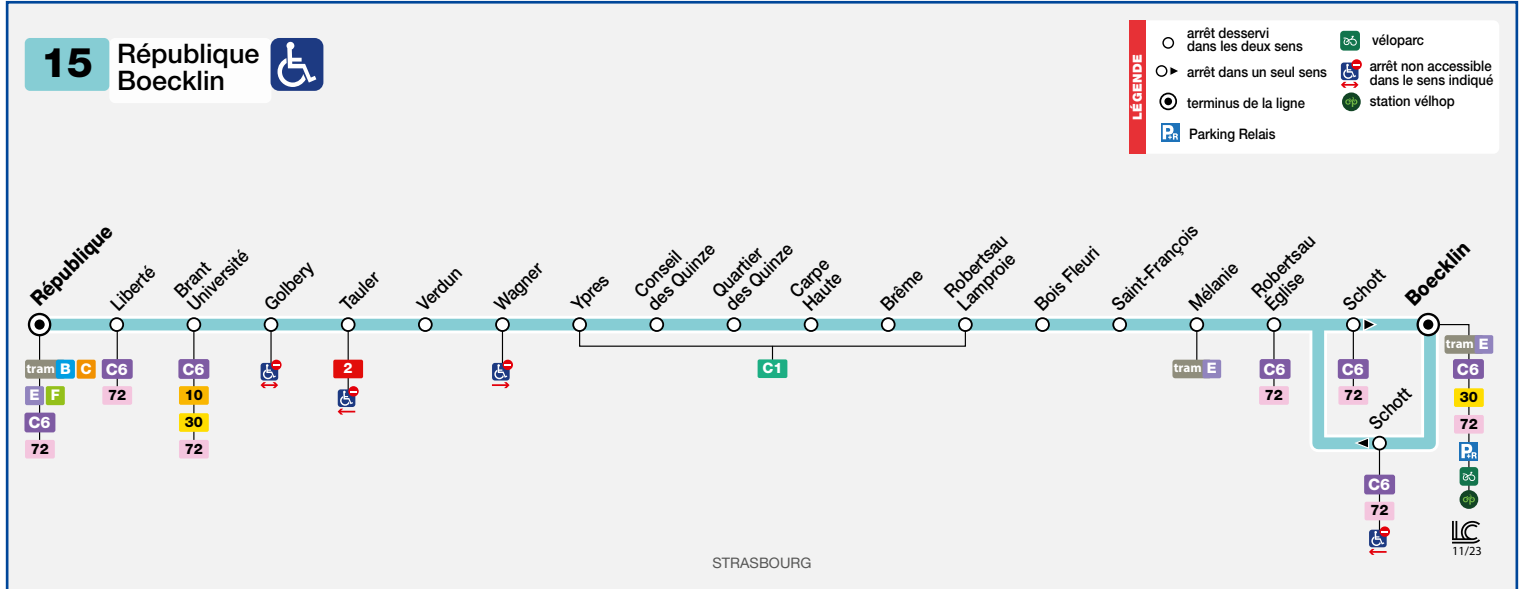 15
République
Boecklin
LÉGENDE
arrêt desservi
dans les deux sens
arrêt dans un seul sens
terminus de la ligne
P+R Parking Relais
véloparc
arrêt non accessible
dans le sens indiqué
station vélhop
République
Liberté
Brant
Université
Golbery
Tauler
Verdun
Wagner
Ypres
Conseil
des Quinze
Quartier
des Quinze
Carpe
Haute
Brême
Robertsau
Lamproie
Bois Fleuri
Saint-François
Mélanie
Robertsau
Église
Schott
Boecklin
tram B C
E F
C6
72
C6
72
C6
10
30
72
2
C1
tram E
C6
72
C6
72
Schott
C6
72
tram E
C6
30
72
P+R
LC
11/23
STRASBOURG